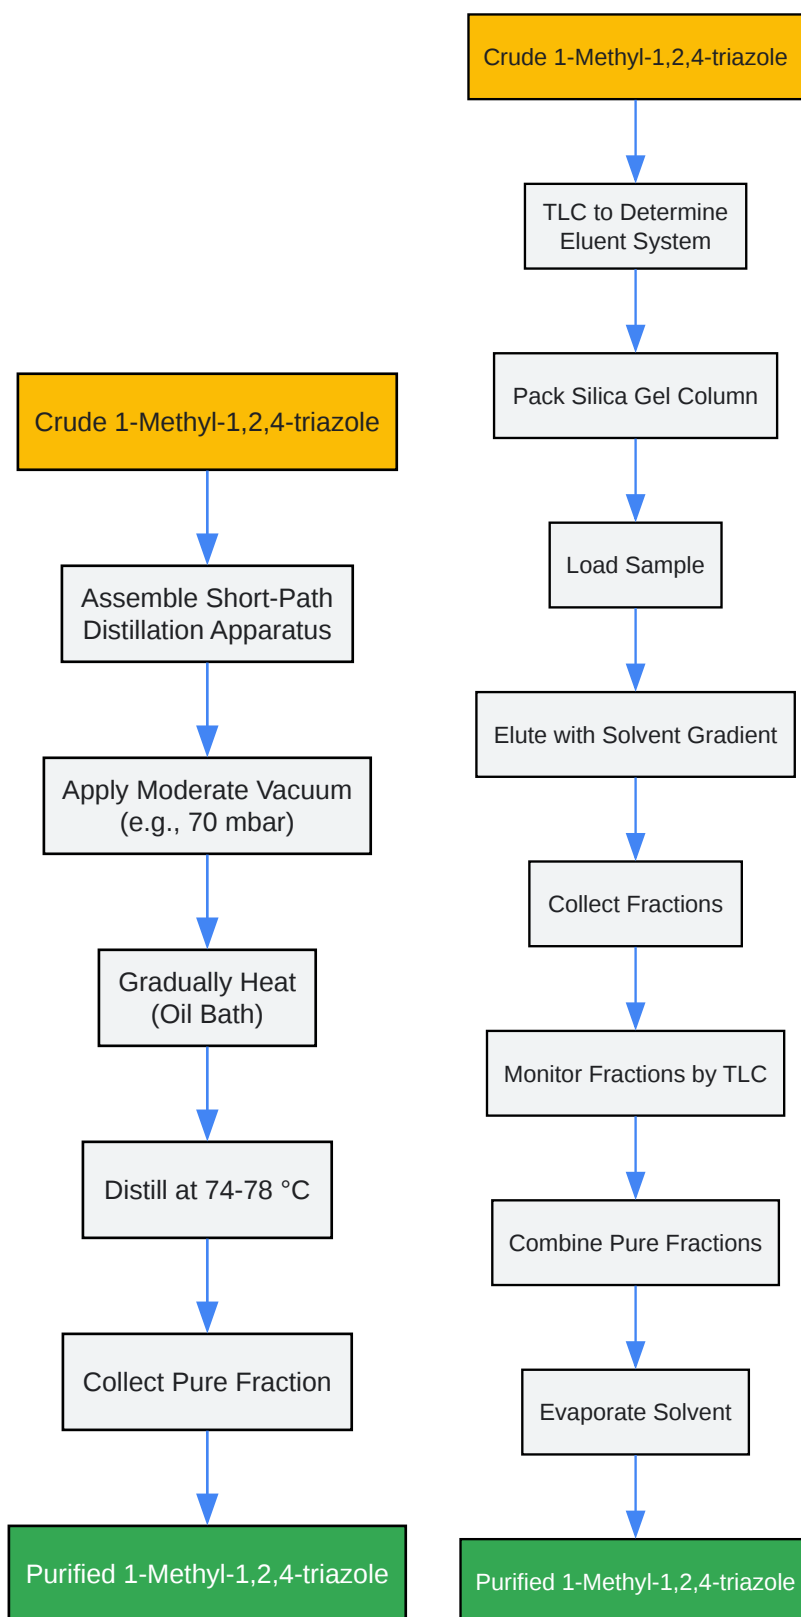 Crude 1-Methyl-1,2,4-triazole
Assemble Short-Path
Distillation Apparatus
Apply Moderate Vacuum
(e.g., 70 mbar)
Gradually Heat
(Oil Bath)
Distill at 74-78 °C
Collect Pure Fraction
Purified 1-Methyl-1,2,4-triazole
Crude 1-Methyl-1,2,4-triazole
TLC to Determine
Eluent System
Pack Silica Gel Column
Load Sample
Elute with Solvent Gradient
Collect Fractions
Monitor Fractions by TLC
Combine Pure Fractions
Evaporate Solvent
Purified 1-Methyl-1,2,4-triazole